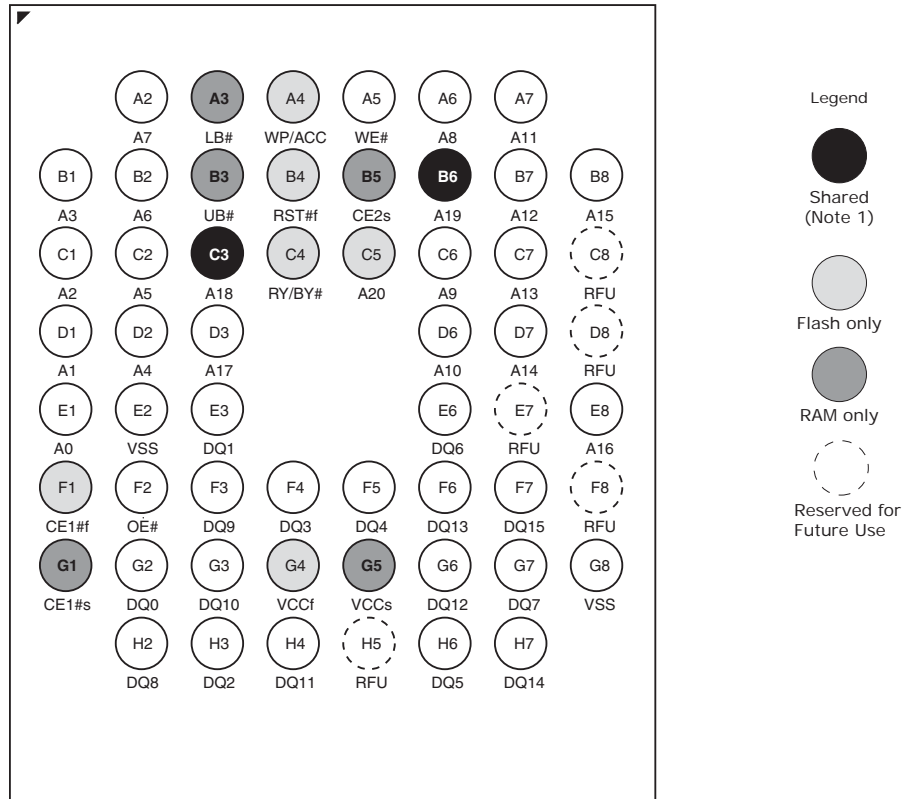 A2 A3 A4 A5 A6 A7
A7 LB# WP/ACC WE# A8 A11
B1 B2 B3 B4 B5 B6 B7 B8
A3 A6 UB# RST#f CE2s A19 A12 A15
C1 C2 C3 C4 C5 C6 C7 C8
A2 A5 A18 RY/BY# A20 A9 A13 RFU
D1 D2 D3 D6 D7 D8
A1 A4 A17 A10 A14 RFU
E1 E2 E3 E6 E7 E8
A0 VSS DQ1 DQ6 RFU A16
F1 F2 F3 F4 F5 F6 F7 F8
CE1#f OE# DQ9 DQ3 DQ4 DQ13 DQ15 RFU
G1 G2 G3 G4 G5 G6 G7 G8
CE1#s DQ0 DQ10 VCCf VCCs DQ12 DQ7 VSS
H2 H3 H4 H5 H6 H7
DQ8 DQ2 DQ11 RFU DQ5 DQ14
Legend
Shared
(Note 1)
Flash only
RAM only
Reserved for
Future Use